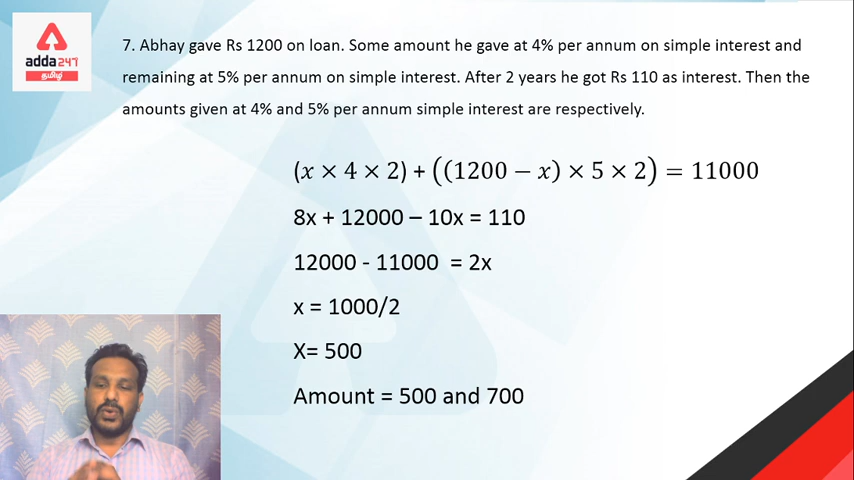 adda247
தமிழ்
7. Abhay gave Rs 1200 on loan. Some amount he gave at 4% per annum on simple interest and
remaining at 5% per annum on simple interest. After 2 years he got Rs 110 as interest. Then the
amounts given at 4% and 5% per annum simple interest are respectively.
(x × 4 × 2) + ((1200 − x) × 5 × 2) = 11000
8x + 12000 – 10x = 110
12000 - 11000 = 2x
x = 1000/2
X= 500
Amount = 500 and 700